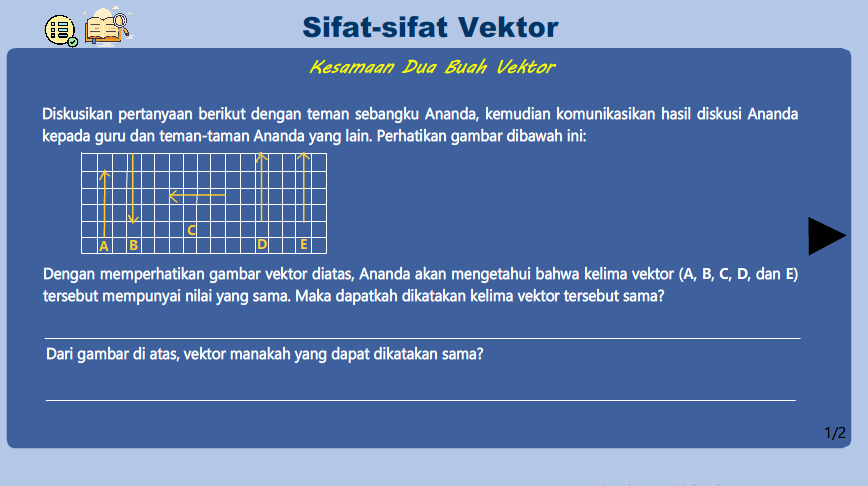 Sifat-sifat Vektor
Kesamaan Dua Buah Vektor
Diskusikan pertanyaan berikut dengan teman sebangku Ananda, kemudian komunikasikan hasil diskusi Ananda
kepada guru dan teman-taman Ananda yang lain. Perhatikan gambar dibawah ini:
C
A B D E
Dengan memperhatikan gambar vektor diatas, Ananda akan mengetahui bahwa kelima vektor (A, B, C, D, dan E)
tersebut mempunyai nilai yang sama. Maka dapatkah dikatakan kelima vektor tersebut sama?
Dari gambar di atas, vektor manakah yang dapat dikatakan sama?
1/2